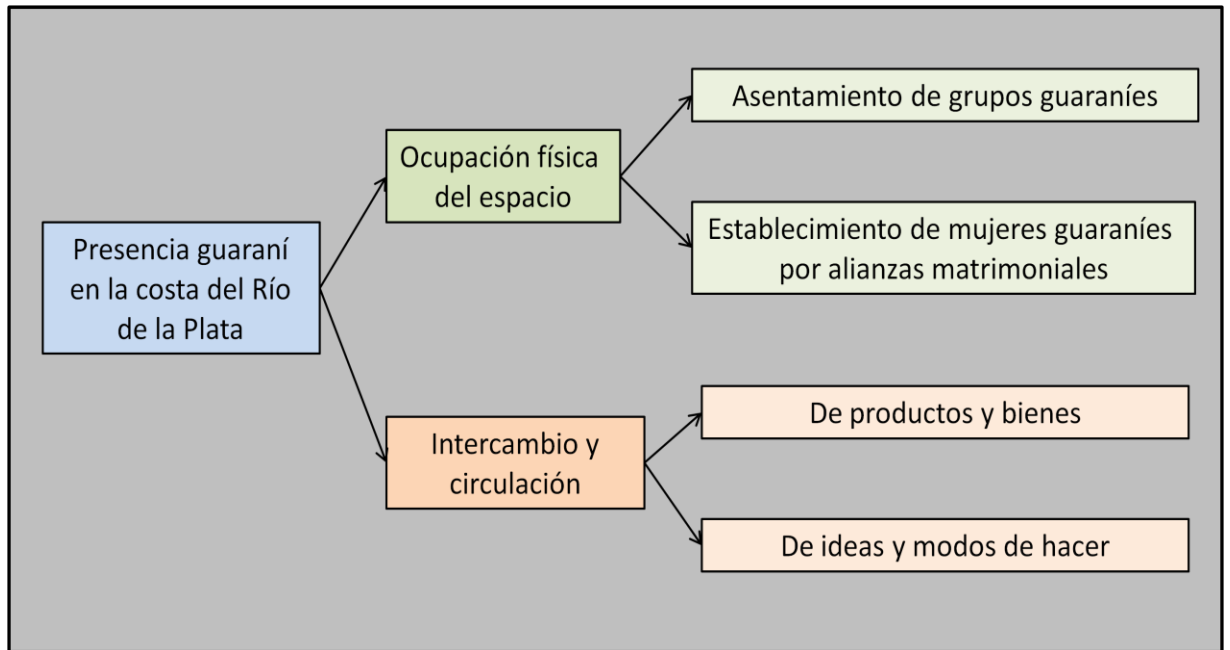 Presencia guaraní
en la costa del Río
de la Plata
Ocupación física
del espacio
Asentamiento de grupos guaraníes
Establecimiento de mujeres guaraníes
por alianzas matrimoniales
Intercambio y
circulación
De productos y bienes
De ideas y modos de hacer